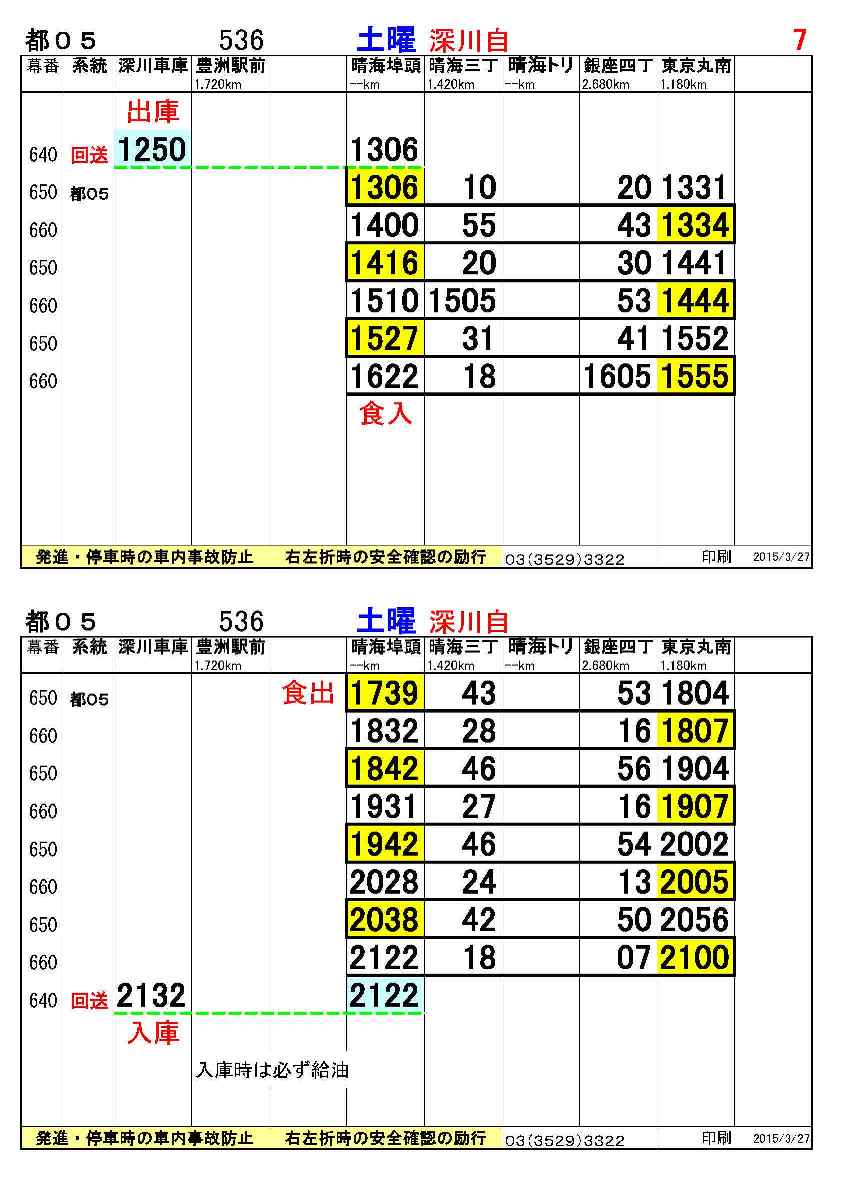 都０５ 536 土曜 深川自 7
幕番 系統 深川車庫 豊洲駅前 晴海埠頭 晴海三丁 晴海トリ 銀座四丁 東京丸南
1.720km --km 1.420km --km 2.680km 1.180km
出庫
640 回送 1250 1306
650 都05 1306 10 20 1331
660 1400 55 43 1334
650 1416 20 30 1441
660 1510 1505 53 1444
650 1527 31 41 1552
660 1622 18 1605 1555
食入
発進・停車時の車内事故防止 右左折時の安全確認の励行 03(3529)3322 印刷 2015/3/27
都０５ 536 土曜 深川自
幕番 系統 深川車庫 豊洲駅前 晴海埠頭 晴海三丁 晴海トリ 銀座四丁 東京丸南
1.720km --km 1.420km --km 2.680km 1.180km
650 都05 食出 1739 43 53 1804
660 1832 28 16 1807
650 1842 46 56 1904
660 1931 27 16 1907
650 1942 46 54 2002
660 2028 24 13 2005
650 2038 42 50 2056
660 2122 18 07 2100
640 回送 2132 2122
入庫
入庫時は必ず給油
発進・停車時の車内事故防止 右左折時の安全確認の励行 03(3529)3322 印刷 2015/3/27